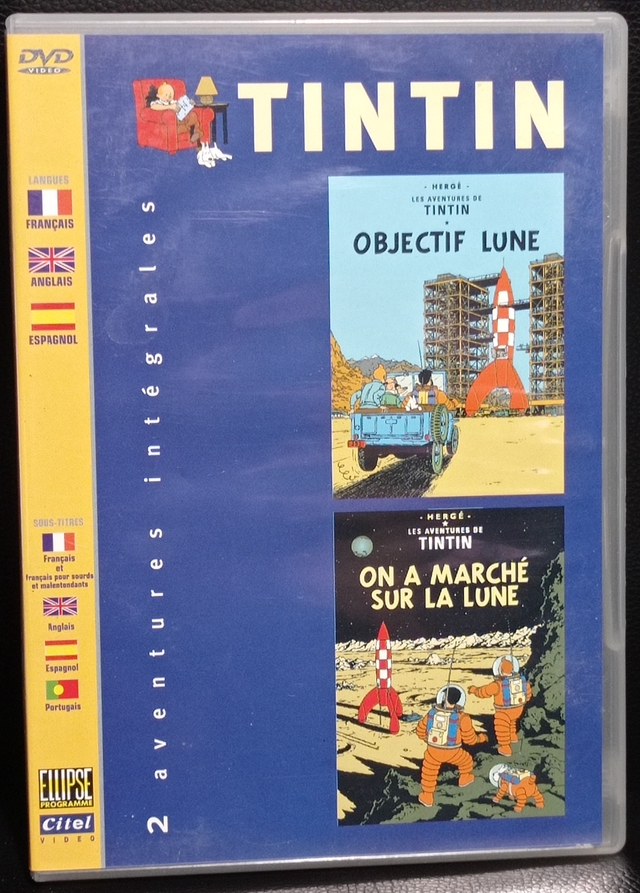 DVD
VIDEO
TINTIN
LANGUES
FRANÇAIS
ANGLAIS
ESPAGNOL
2 aventures intégrales
- HERGÉ -
LES AVENTURES DE
TINTIN
OBJECTIF LUNE
- HERGÉ -
LES AVENTURES DE
TINTIN
ON A MARCHÉ
SUR LA LUNE
SOUS-TITRES
Français
et
Français pour sourds
et malentendants
Anglais
Espagnol
Portugais
ELLIPSE
PROGRAMME
Citel
VIDEO